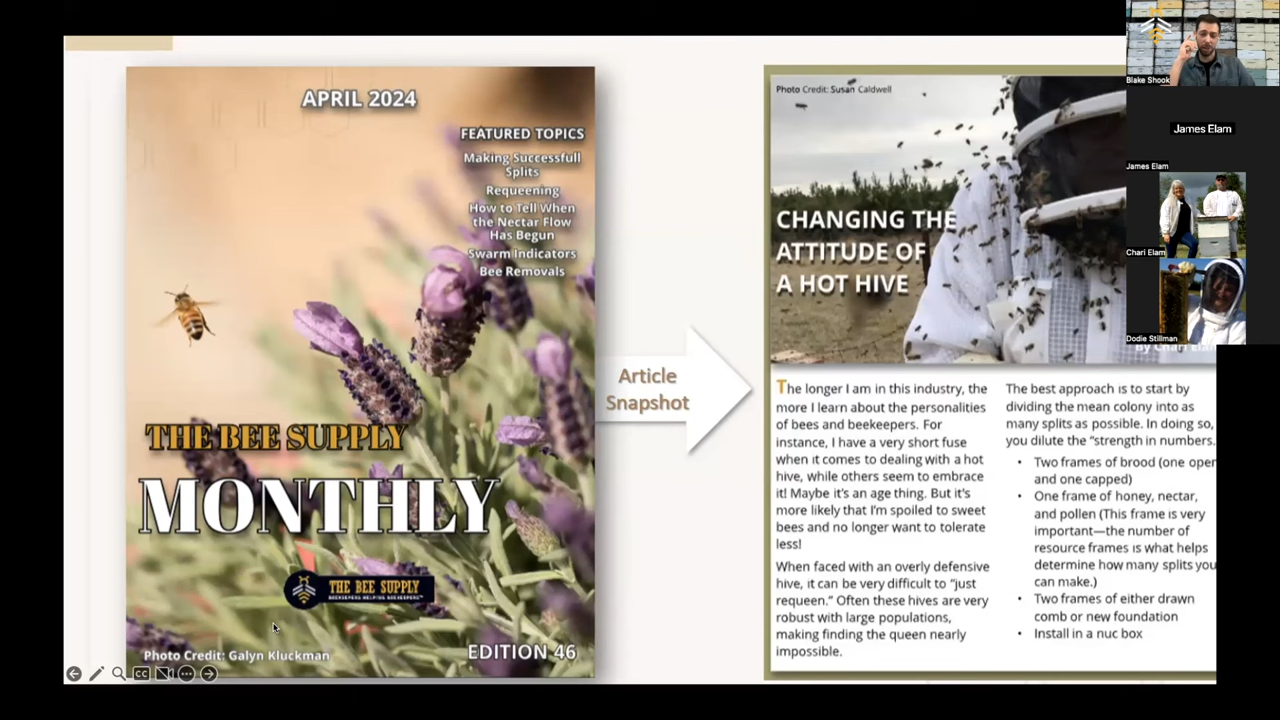 APRIL 2024
FEATURED TOPICS
Making Successfull
Splits
Requeening
How to Tell When
the Nectar Flow
Has Begun
Swarm Indicators
Bee Removals
THE BEE SUPPLY
MONTHLY
THE BEE SUPPLY
BEEKEEPERS HELPING BEEKEEPERS™
Photo Credit: Galyn Kluckman
EDITION 46
CC
Article
Snapshot
Photo Credit: Susan Caldwell
CHANGING THE
ATTITUDE OF
A HOT HIVE
By Chari Elam
The longer I am in this industry, the
more I learn about the personalities
of bees and beekeepers. For
instance, I have a very short fuse
when it comes to dealing with a hot
hive, while others seem to embrace
it! Maybe it's an age thing. But it's
more likely that I'm spoiled to sweet
bees and no longer want to tolerate
less!
When faced with an overly defensive
hive, it can be very difficult to "just
requeen." Often these hives are very
robust with large populations,
making finding the queen nearly
impossible.
The best approach is to start by
dividing the mean colony into as
many splits as possible. In doing so,
you dilute the "strength in numbers.
• Two frames of brood (one open
and one capped)
• One frame of honey, nectar,
and pollen (This frame is very
important—the number of
resource frames is what helps
determine how many splits you
can make.)
• Two frames of either drawn
comb or new foundation
• Install in a nuc box
Blake Shook
James Elam
James Elam
Chari Elam
Dodie Stillman